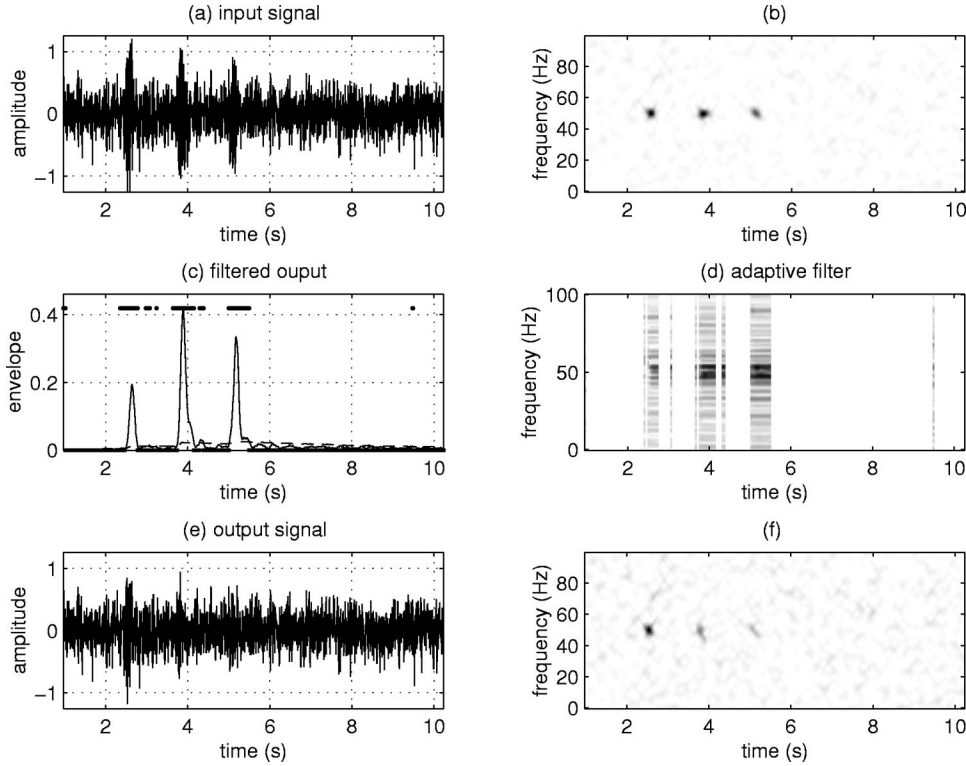 (a) input signal
1
0
−1
amplitude
2 4 6 8 10
time (s)
(b)
80
60
40
20
0
frequency (Hz)
2 4 6 8 10
time (s)
(c) filtered ouput
0.4
0.2
0
envelope
2 4 6 8 10
time (s)
(d) adaptive filter
100
50
0
frequency (Hz)
2 4 6 8 10
time (s)
(e) output signal
1
0
−1
amplitude
2 4 6 8 10
time (s)
(f)
80
60
40
20
0
frequency (Hz)
2 4 6 8 10
time (s)